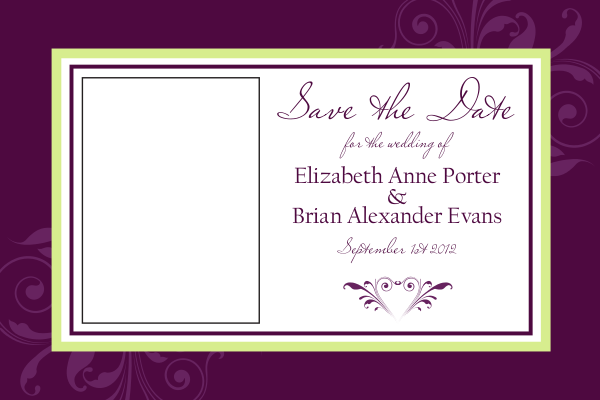 Save the Date
for the wedding of
Elizabeth Anne Porter
&
Brian Alexander Evans
September 1st 2012